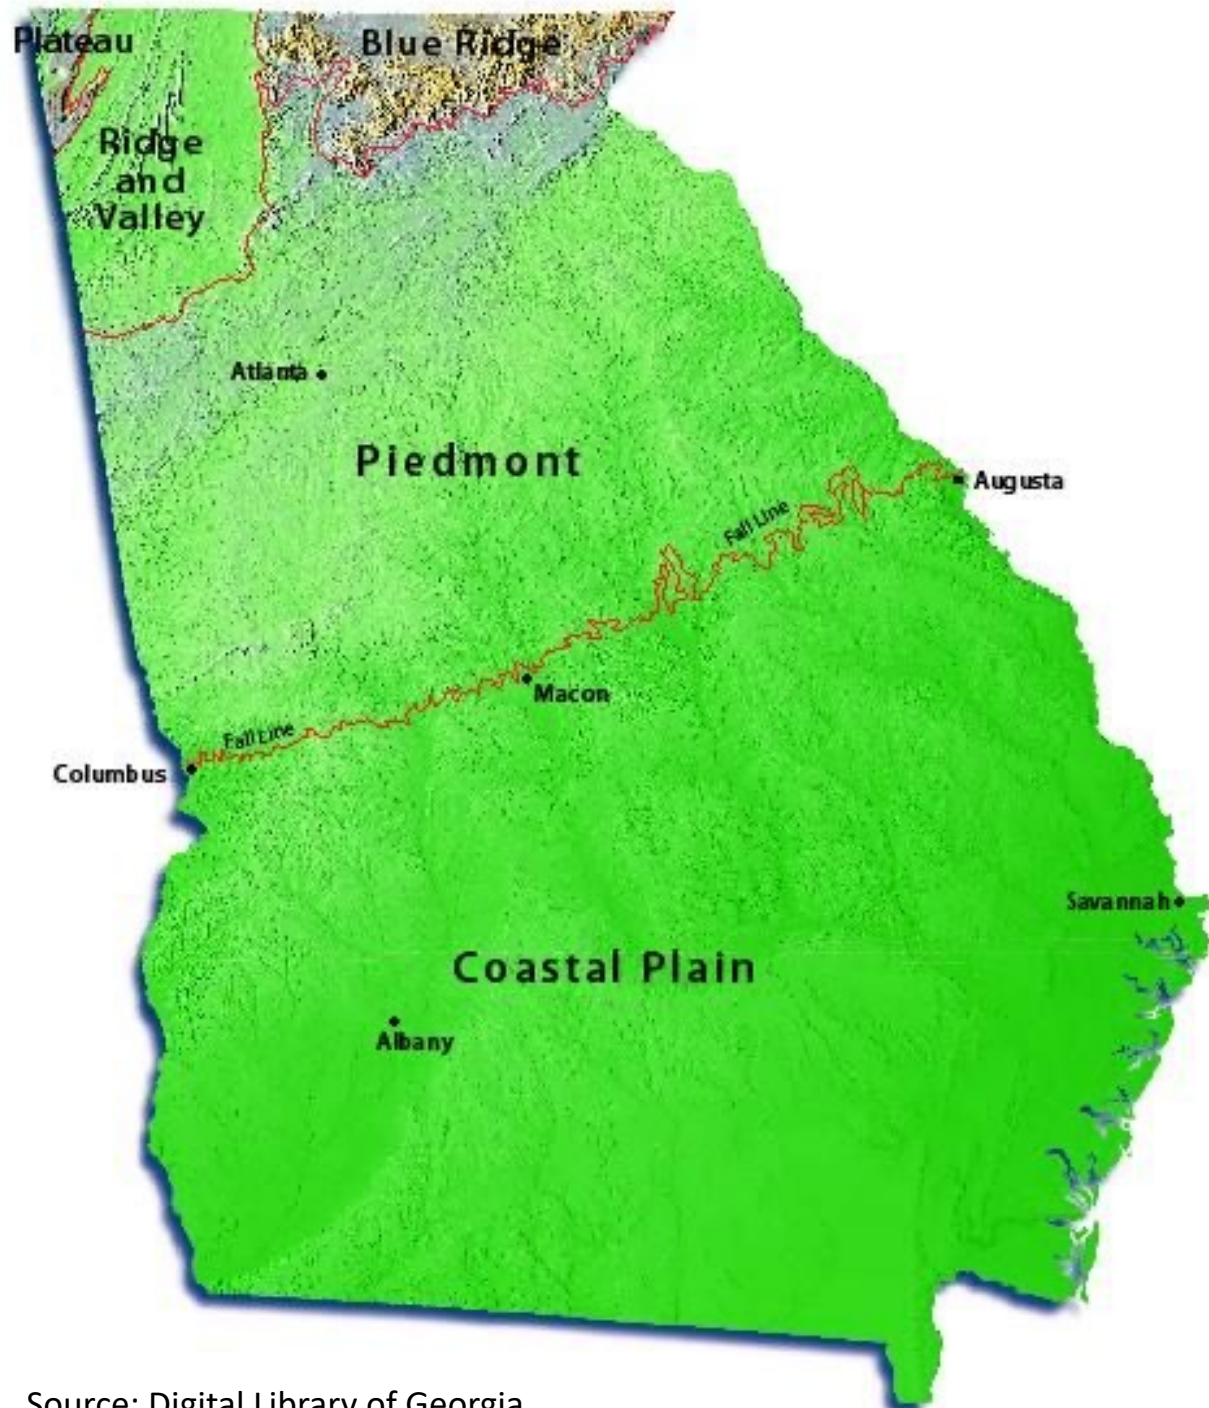 Plateau
Blue Ridge
Ridge
and
Valley
Atlanta
Piedmont
Augusta
Fall Line
Macon
Fall Line
Columbus
Savannah
Coastal Plain
Albany
Source: Digital Library of Georgia